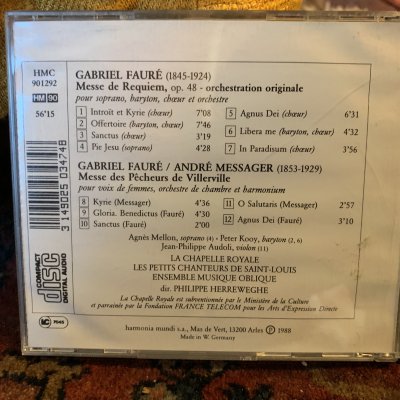 HMC
901292
HM 90
56'15
GABRIEL FAURÉ (1845-1924)
Messe de Requiem, op. 48 - orchestration originale
pour soprano, baryton, chœur et orchestre
1 Introït et Kyrie (chœur) 7'08
2 Offertoire (baryton, chœur) 7'46
3 Sanctus (chœur) 3'19
4 Pie Jesu (soprano) 3'28
5 Agnus Dei (chœur) 6'31
6 Libera me (baryton, chœur) 4'32
7 In Paradisum (chœur) 3'56
GABRIEL FAURÉ / ANDRÉ MESSAGER (1853-1929)
Messe des Pêcheurs de Villerville
pour voix de femmes, orchestre de chambre et harmonium
8 Kyrie (Messager) 4'36
9 Gloria. Benedictus (Fauré) 4'30
10 Sanctus (Fauré) 2'00
11 O Salutaris (Messager) 2'57
12 Agnus Dei (Fauré) 3'10
Agnès Mellon, soprano (4) - Peter Kooy, baryton (2, 6)
Jean-Philippe Audoli, violon (11)
LA CHAPELLE ROYALE
LES PETITS CHANTEURS DE SAINT-LOUIS
ENSEMBLE MUSIQUE OBLIQUE
dir. PHILIPPE HERREWEGHE
La Chapelle Royale est subventionnée par le Ministère de la Culture
et parrainée par la Fondation FRANCE TELECOM pour les Arts d'Expression Directe
harmonia mundi s.a., Mas de Vert, 13200 Arles ℗ 1988
Made in W. Germany
3 149025 034748
COMPACT
disc
DIGITAL AUDIO